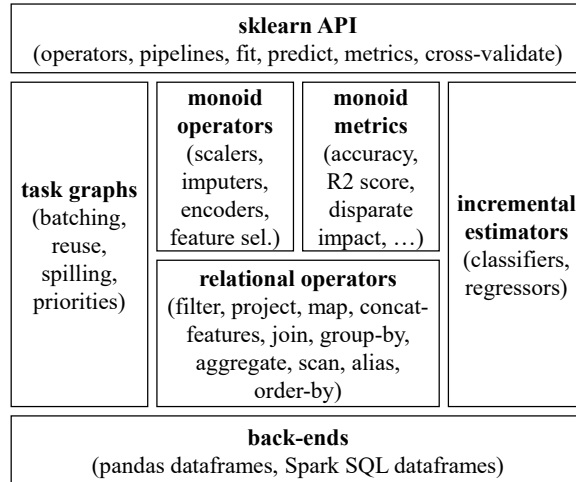 sklearn API
(operators, pipelines, fit, predict, metrics, cross-validate)
task graphs
(batching,
reuse,
spilling,
priorities)
monoid
operators
(scalers,
imputers,
encoders,
feature sel.)
monoid
metrics
(accuracy,
R2 score,
disparate
impact, …)
relational operators
(filter, project, map, concat-
features, join, group-by,
aggregate, scan, alias,
order-by)
incremental
estimators
(classifiers,
regressors)
back-ends
(pandas dataframes, Spark SQL dataframes)